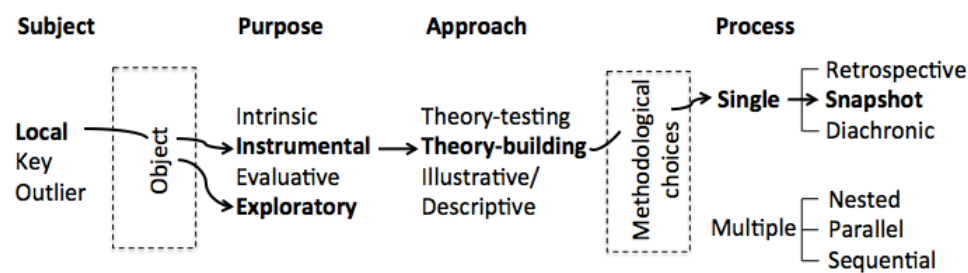 Subject
Purpose
Approach
Process
Local
Key
Outlier
Object
Intrinsic
Instrumental
Evaluative
Exploratory
Theory-testing
Theory-building
Illustrative/
Descriptive
Methodological
choices
Single
Retrospective
Snapshot
Diachronic
Multiple
Nested
Parallel
Sequential